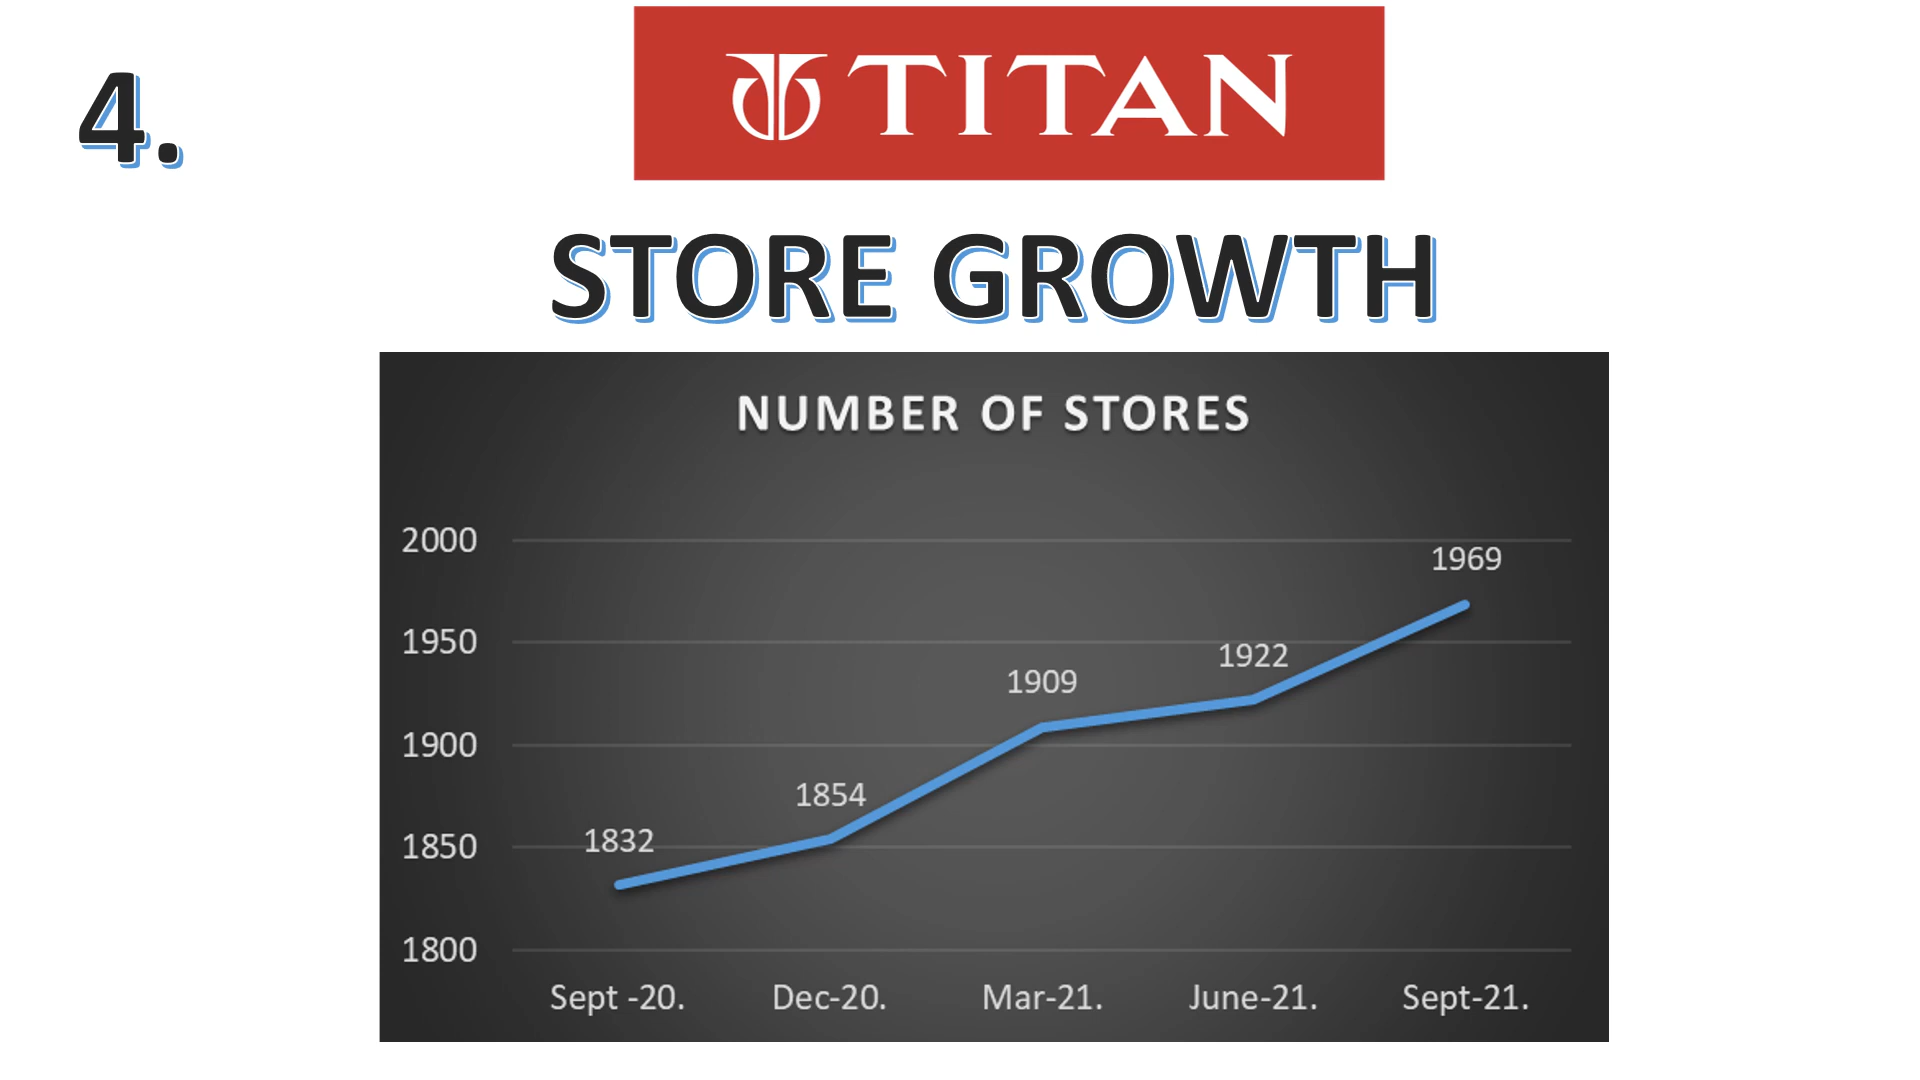 4.
TITAN
STORE GROWTH
NUMBER OF STORES
2000
1950
1900
1850
1800
1832
1854
1909
1922
1969
Sept -20.
Dec-20.
Mar-21.
June-21.
Sept-21.